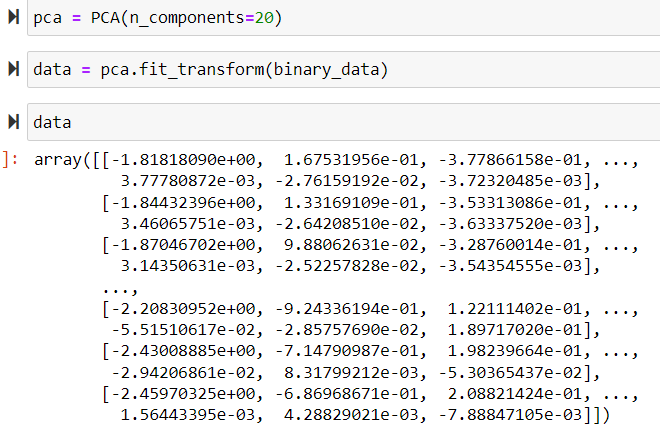 pca = PCA(n_components=20)
data = pca.fit_transform(binary_data)
data
]: array([[-1.81818090e+00,  1.67531956e-01, -3.77866158e-01, ...,
3.77780872e-03, -2.76159192e-02, -3.72320485e-03],
[-1.84432396e+00,  1.33169109e-01, -3.53313086e-01, ...,
3.46065751e-03, -2.64208510e-02, -3.63337520e-03],
[-1.87046702e+00,  9.88062631e-02, -3.28760014e-01, ...,
3.14350631e-03, -2.52257828e-02, -3.54354555e-03],
...,
[-2.20830952e+00, -9.24336194e-01,  1.22111402e-01, ...,
-5.51510617e-02, -2.85757690e-02,  1.89717020e-01],
[-2.43008885e+00, -7.14790987e-01,  1.98239664e-01, ...,
-2.94206861e-02,  8.31799212e-03, -5.30365437e-02],
[-2.45970325e+00, -6.86968671e-01,  2.08821424e-01, ...,
1.56443395e-03,  4.28829021e-03, -7.88847105e-03]])